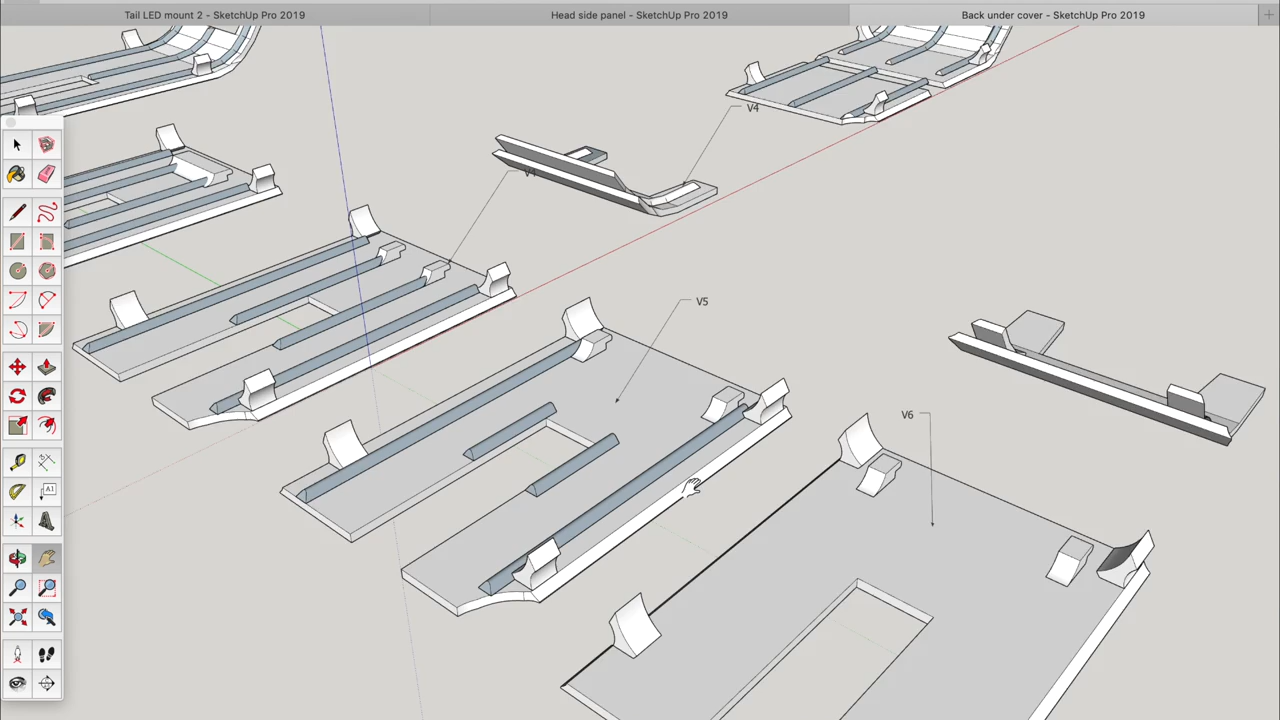 Tail LED mount 2 - SketchUp Pro 2019
Head side panel - SketchUp Pro 2019
Back under cover - SketchUp Pro 2019
V4
V5
V6
A1